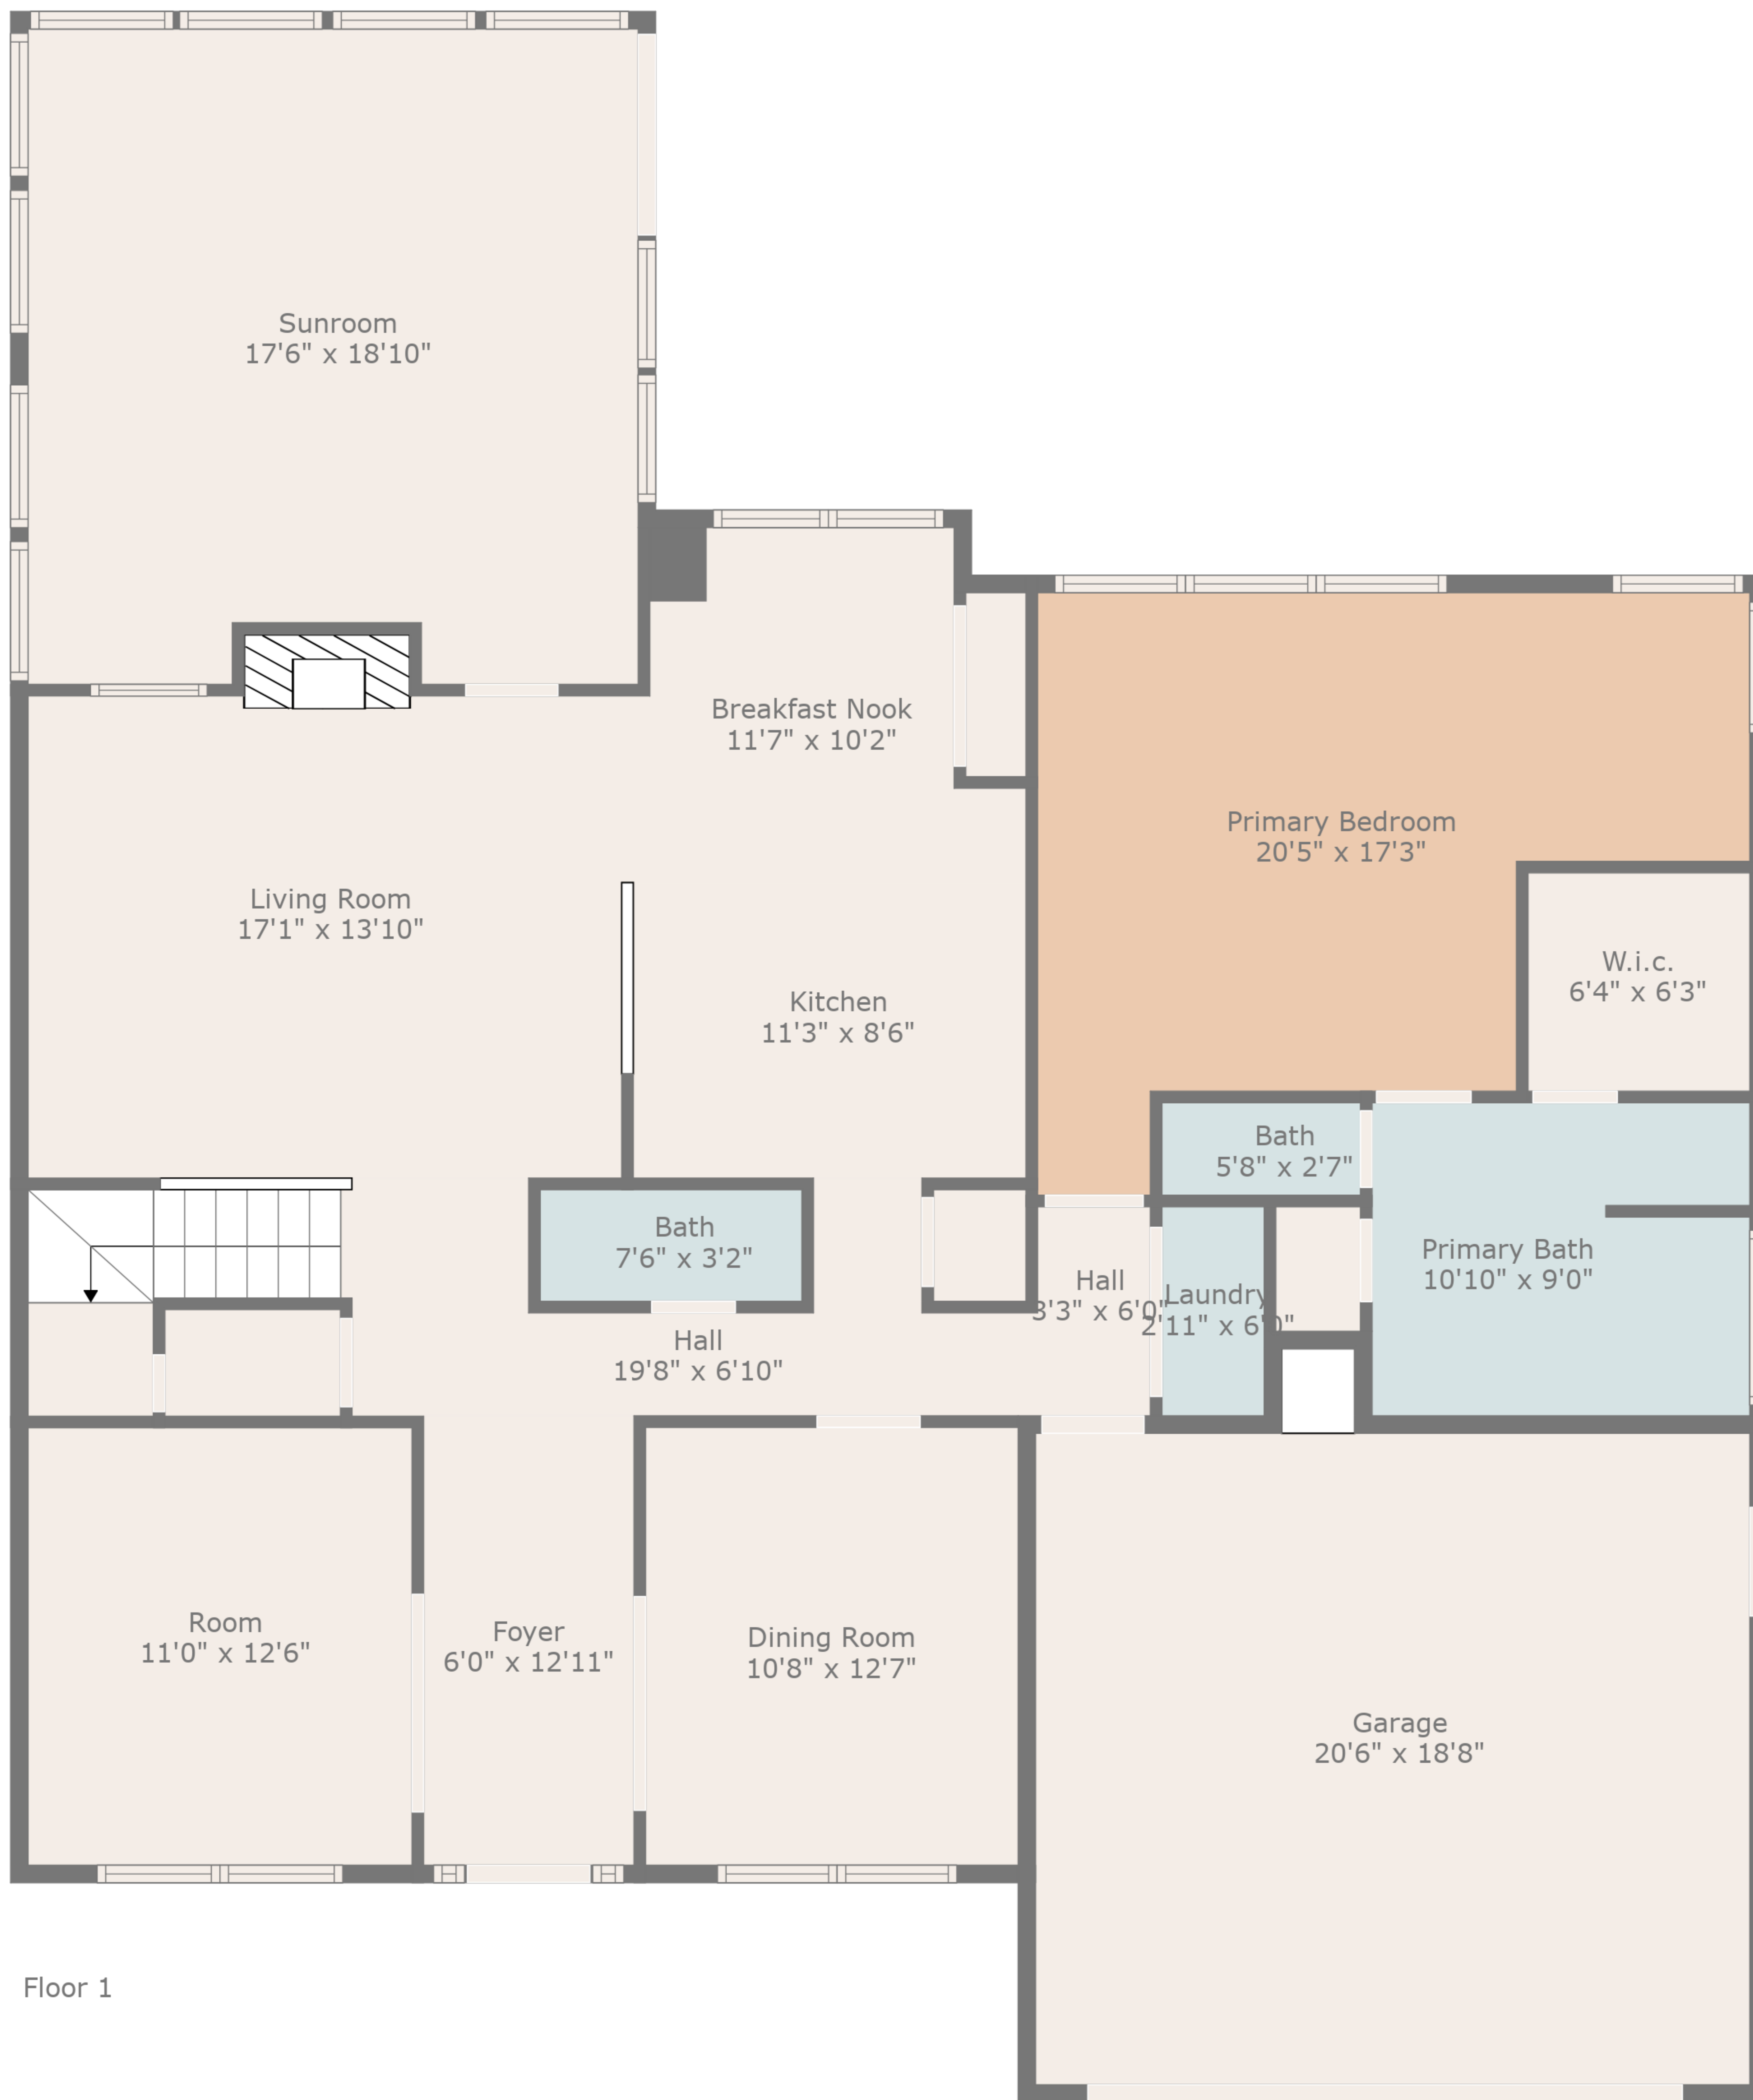 Sunroom
17'6" x 18'10"
Breakfast Nook
11'7" x 10'2"
Primary Bedroom
20'5" x 17'3"
Living Room
17'1" x 13'10"
W.i.c.
6'4" x 6'3"
Kitchen
11'3" x 8'6"
Bath
5'8" x 2'7"
Bath
7'6" x 3'2"
Primary Bath
10'10" x 9'0"
Hall
3'3" x 6'0"
Laundry
2'11" x 6'0"
Hall
19'8" x 6'10"
Room
11'0" x 12'6"
Foyer
6'0" x 12'11"
Dining Room
10'8" x 12'7"
Garage
20'6" x 18'8"
Floor 1